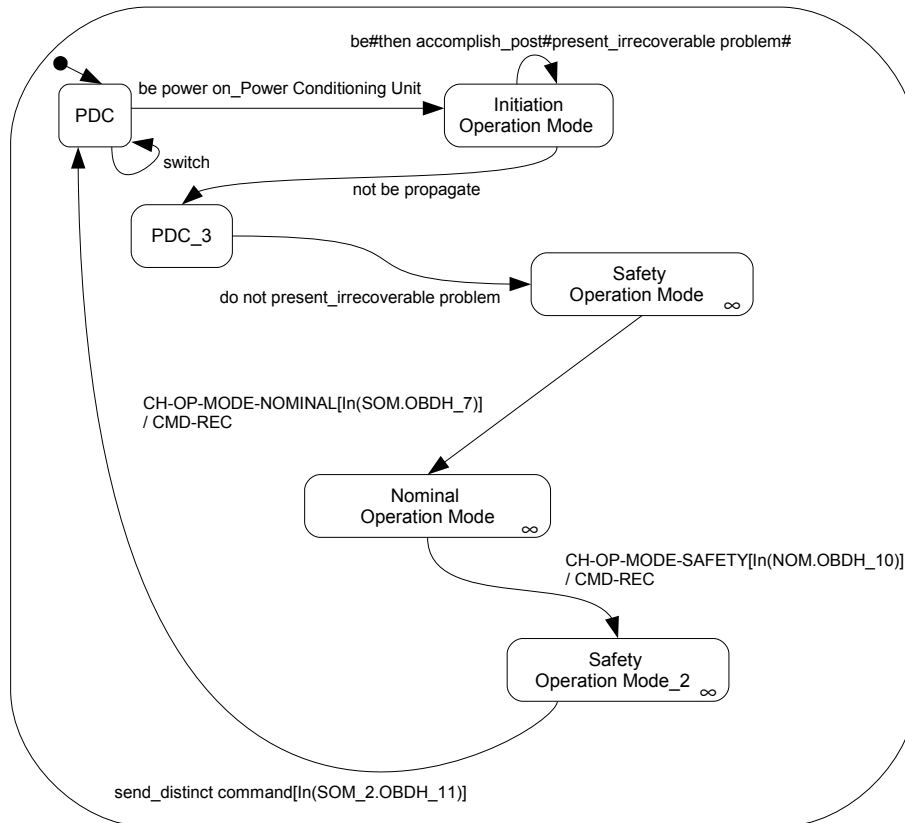 be#then accomplish_post#present_irrecoverable problem#
be power on_Power Conditioning Unit
PDC
Initiation
Operation Mode
switch
not be propagate
PDC_3
Safety
Operation Mode
∞
do not present_irrecoverable problem
CH-OP-MODE-NOMINAL[In(SOM.OBDH_7)]
/ CMD-REC
Nominal
Operation Mode
∞
CH-OP-MODE-SAFETY[In(NOM.OBDH_10)]
/ CMD-REC
Safety
Operation Mode_2
∞
send_distinct command[In(SOM_2.OBDH_11)]